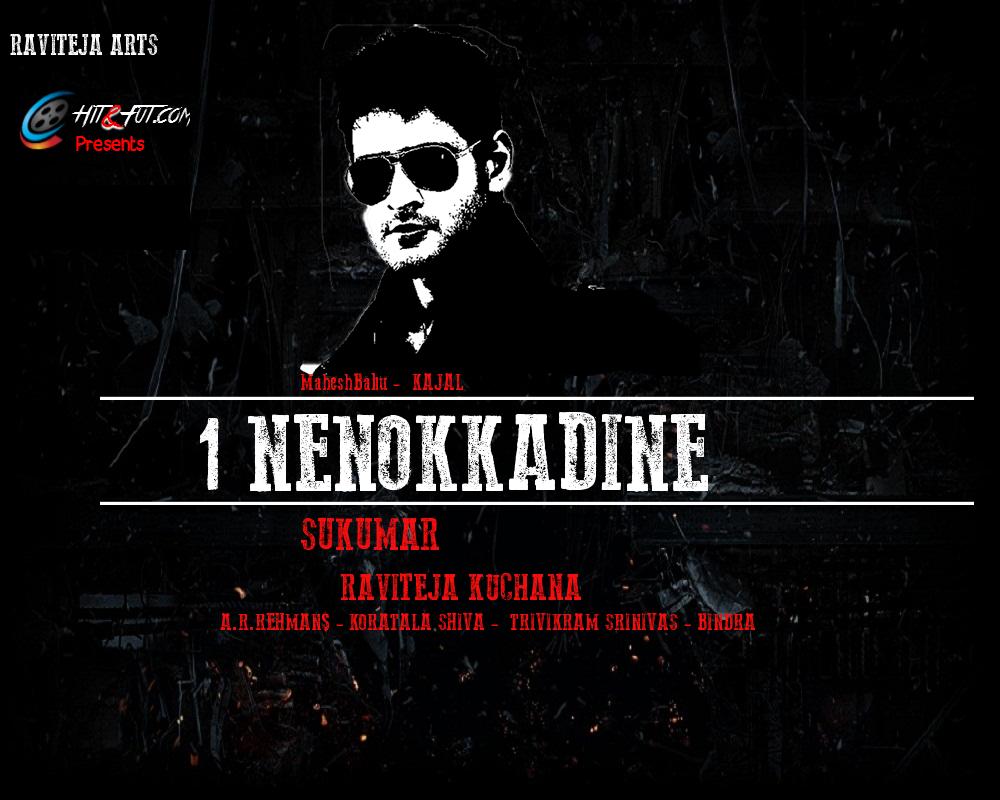 RAVITEJA ARTS
HIT&FUT.COM
Presents
MaheshBabu - KAJAL
1 NENOKKADINE
SUKUMAR
RAVITEJA KUCHANA
A.R.REHMAN$ - KORATALA.SHIVA - TRIVIKRAM SRINIVAS - BINDRA